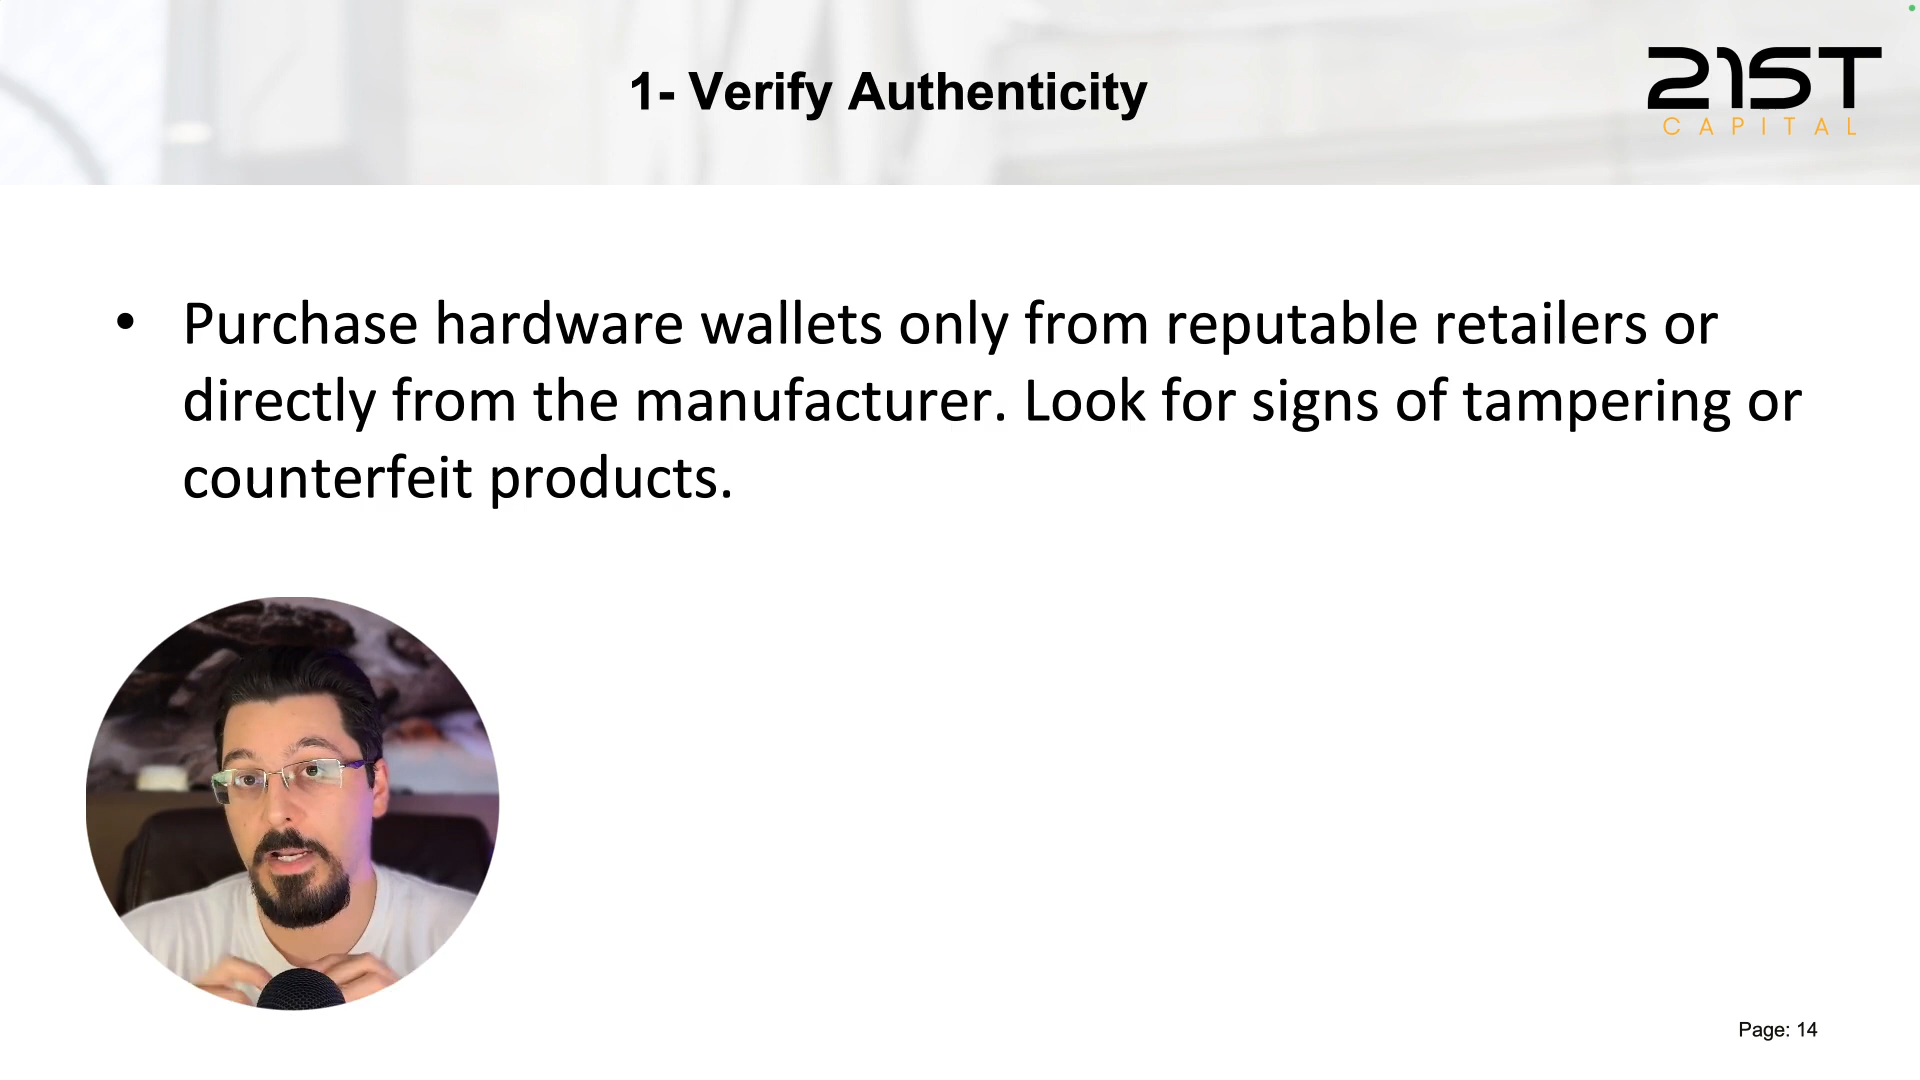 1- Verify Authenticity
21ST
CAPITAL
• Purchase hardware wallets only from reputable retailers or
directly from the manufacturer. Look for signs of tampering or
counterfeit products.
Page: 14